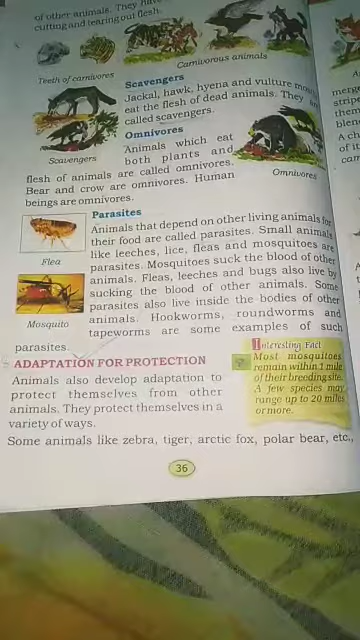 of other animals. They have
cutting and tearing out flesh.
Teeth of carnivores
Carnivorous animals
Scavengers
Jackal, hawk, hyena and vulture
eat the flesh of dead animals. They
called scavengers.
Scavengers
Omnivores
Animals which eat
both plants and
flesh of animals are called omnivores.
Bear and crow are omnivores. Human
beings are omnivores.
Omnivores
Parasites
Animals that depend on other living animals for
their food are called parasites. Small animals
like leeches, lice, fleas and mosquitoes are
parasites. Mosquitoes suck the blood of other
animals. Fleas, leeches and bugs also live by
sucking the blood of other animals. Some
parasites also live inside the bodies of other
animals. Hookworms, roundworms and
tapeworms are some examples of such
parasites.
Flea
Mosquito
ADAPTATION FOR PROTECTION
Animals also develop adaptation to
protect themselves from other
animals. They protect themselves in a
variety of ways.
Interesting Fact
Most mosquitoes
remain within 1 mile
of their breeding site.
A few species may
range up to 20 miles
or more.
Some animals like zebra, tiger, arctic fox, polar bear, etc.,
36
merge
strip
them
blen
A ch
of it
can